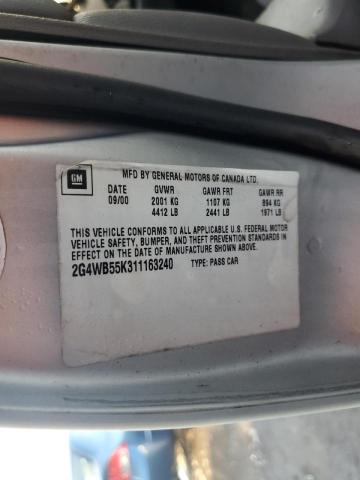 GM
MFD BY GENERAL MOTORS OF CANADA LTD.
DATE GVWR GAWR FRT GAWR RR
09/00 2001 KG 1107 KG 894 KG
4412 LB 2441 LB 1971 LB
THIS VEHICLE CONFORMS TO ALL APPLICABLE U.S. FEDERAL MOTOR
VEHICLE SAFETY, BUMPER, AND THEFT PREVENTION STANDARDS IN
EFFECT ON THE DATE OF MANUFACTURE SHOWN ABOVE.
2G4WB55K311163240 TYPE: PASS CAR